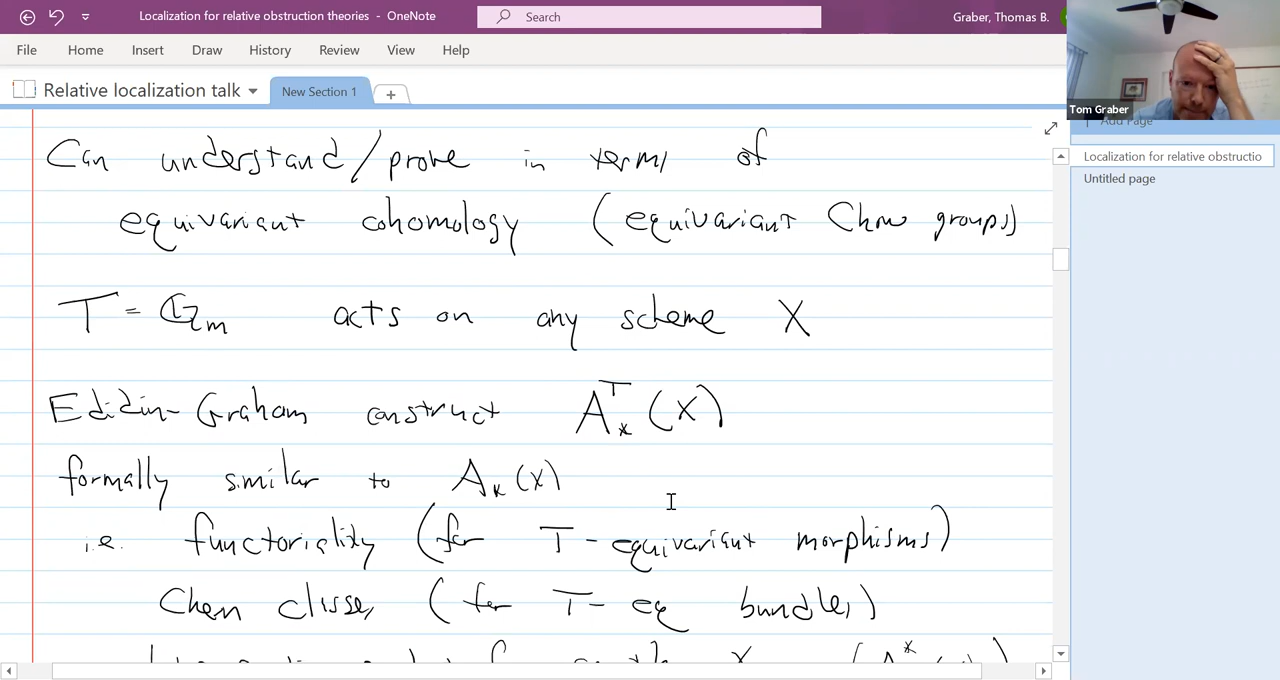 Localization for relative obstruction theories - OneNote
Search
Graber, Thomas B.
File Home Insert Draw History Review View Help
Relative localization talk
New Section 1
Tom Graber
Add Page
Localization for relative obstructio
Untitled page
Can understand/prove in terms of
equivariant cohomology (equivariant Chow groups)
T = G_m acts on any scheme X
Edidin-Graham construct A^T_*(X)
formally similar to A_*(X)
i.e. functoriality (for T-equivariant morphisms)
Chern classes (for T-eq bundles)